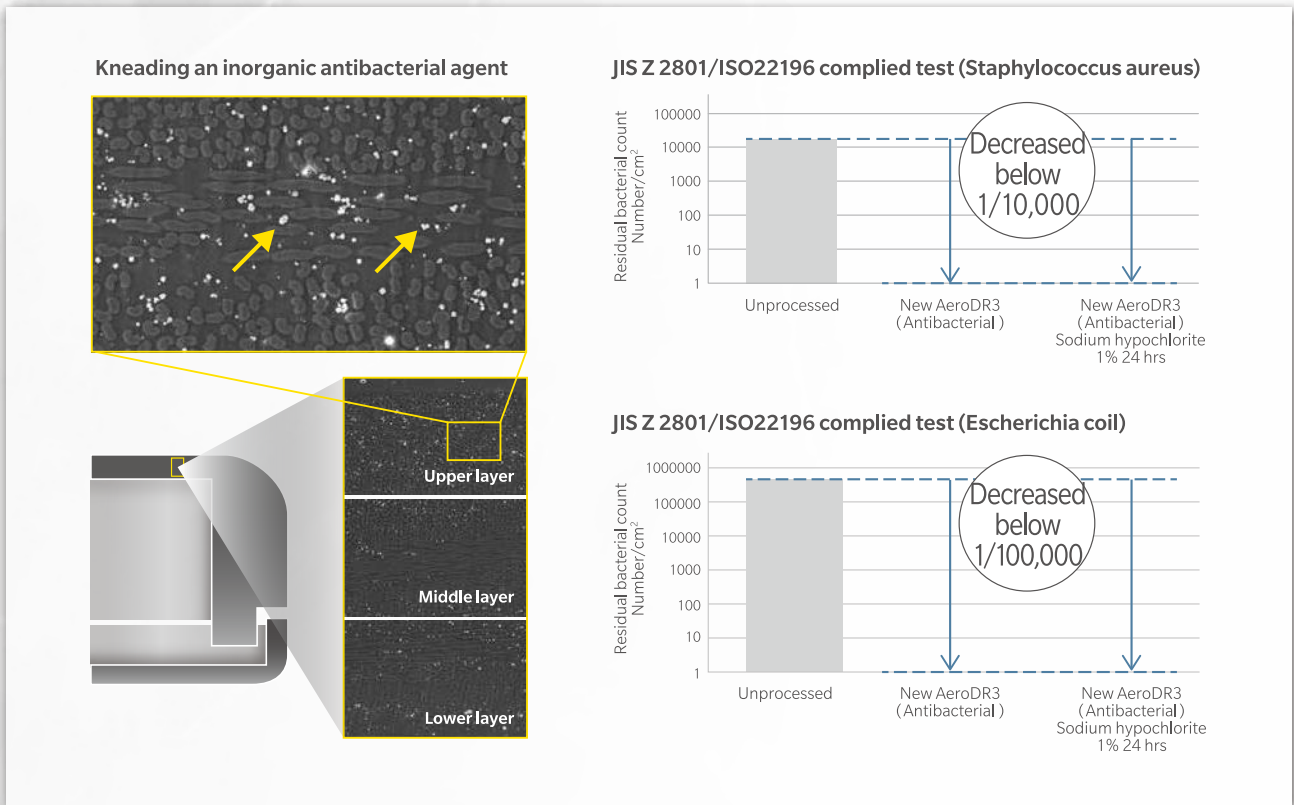 Kneading an inorganic antibacterial agent
Upper layer
Middle layer
Lower layer
JIS Z 2801/ISO22196 complied test (Staphylococcus aureus)
Residual bacterial count
Number/cm²
100000
10000
1000
100
10
1
Decreased
below
1/10,000
Unprocessed
New AeroDR3
(Antibacterial)
New AeroDR3
(Antibacterial)
Sodium hypochlorite
1% 24 hrs
JIS Z 2801/ISO22196 complied test (Escherichia coil)
Residual bacterial count
Number/cm²
1000000
100000
10000
1000
100
10
1
Decreased
below
1/100,000
Unprocessed
New AeroDR3
(Antibacterial)
New AeroDR3
(Antibacterial)
Sodium hypochlorite
1% 24 hrs